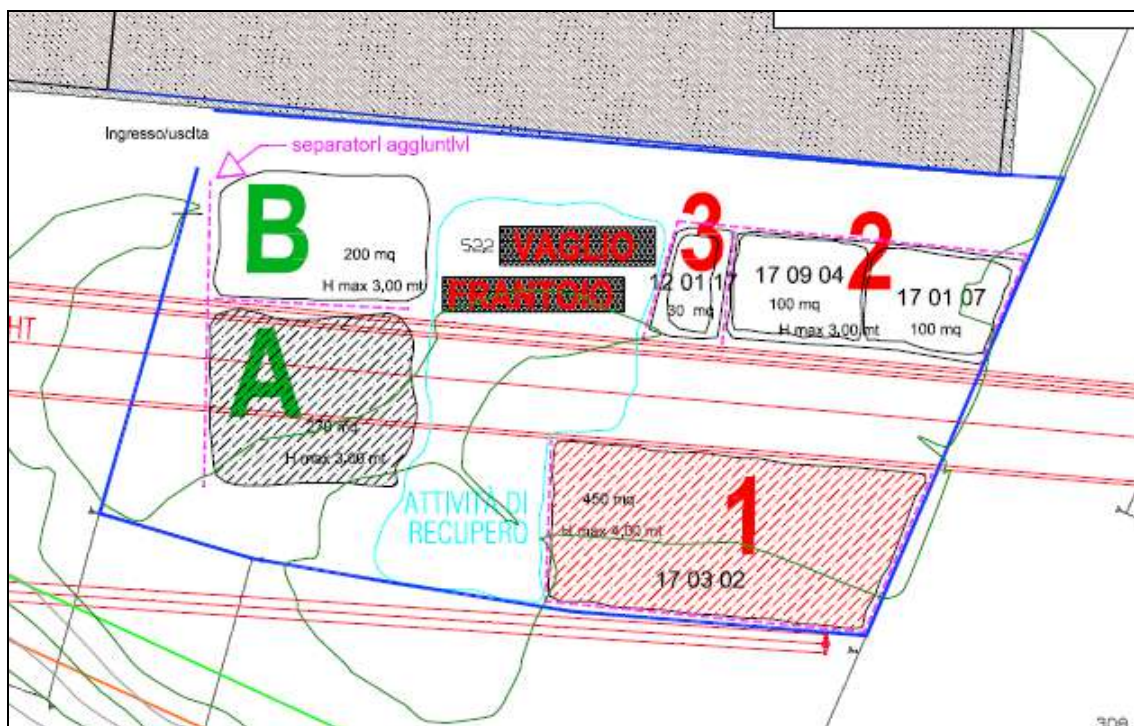 Ingresso/uscita
separatori aggiuntivi
B
200 mq
H max 3,00 mt
522
VAGLIO
FRANTOIO
3
12 01 17
30 mq
2
17 09 04
100 mq
H max 3,00 mt
17 01 07
100 mq
HT
A
H max 3,00 mt
ATTIVITÀ DI
RECUPERO
1
450 mq
H max 4,00 mt
17 03 02